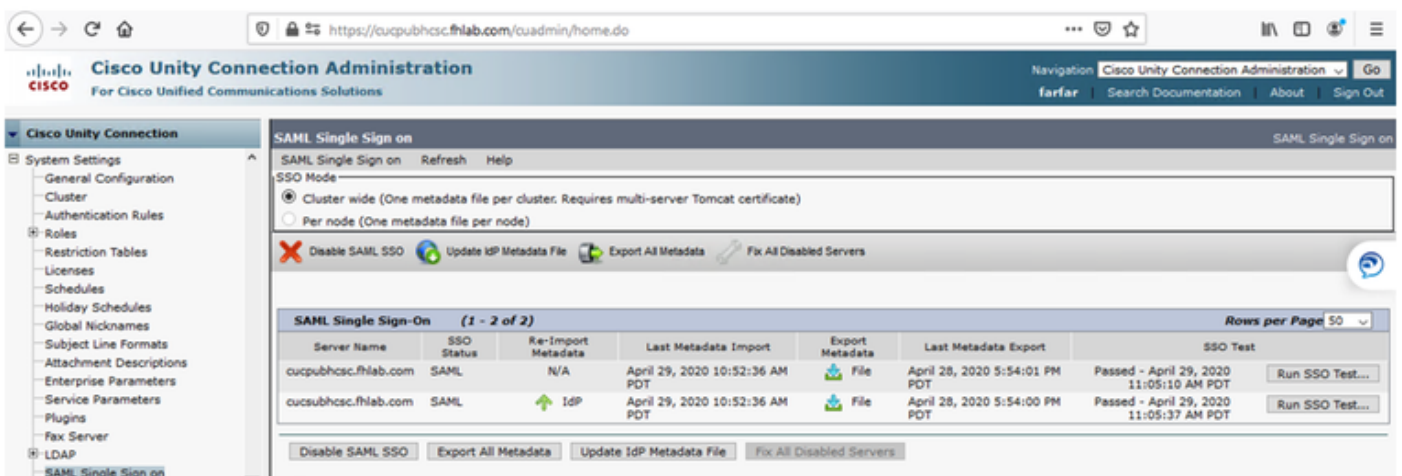 https://cucpubhcsc.fhlab.com/cuadmin/home.do
cisco
Cisco Unity Connection Administration
For Cisco Unified Communications Solutions
Navigation Cisco Unity Connection Administration Go
farfar | Search Documentation | About | Sign Out
Cisco Unity Connection
System Settings
General Configuration
Cluster
Authentication Rules
Roles
Restriction Tables
Licenses
Schedules
Holiday Schedules
Global Nicknames
Subject Line Formats
Attachment Descriptions
Enterprise Parameters
Service Parameters
Plugins
Fax Server
LDAP
SAML Single Sign on
SAML Single Sign on SAML Single Sign on
SAML Single Sign on Refresh Help
SSO Mode
Cluster wide (One metadata file per cluster. Requires multi-server Tomcat certificate)
Per node (One metadata file per node)
Disable SAML SSO Update IdP Metadata File Export All Metadata Fix All Disabled Servers
SAML Single Sign-On (1 - 2 of 2) Rows per Page 50
Server Name SSO Status Re-Import Metadata Last Metadata Import Export Metadata Last Metadata Export SSO Test
cucpubhcsc.fhlab.com SAML N/A April 29, 2020 10:52:36 AM PDT File April 28, 2020 5:54:01 PM PDT Passed - April 29, 2020 11:05:10 AM PDT Run SSO Test...
cucsubhcsc.fhlab.com SAML IdP April 29, 2020 10:52:36 AM PDT File April 28, 2020 5:54:00 PM PDT Passed - April 29, 2020 11:05:37 AM PDT Run SSO Test...
Disable SAML SSO Export All Metadata Update IdP Metadata File Fix All Disabled Servers